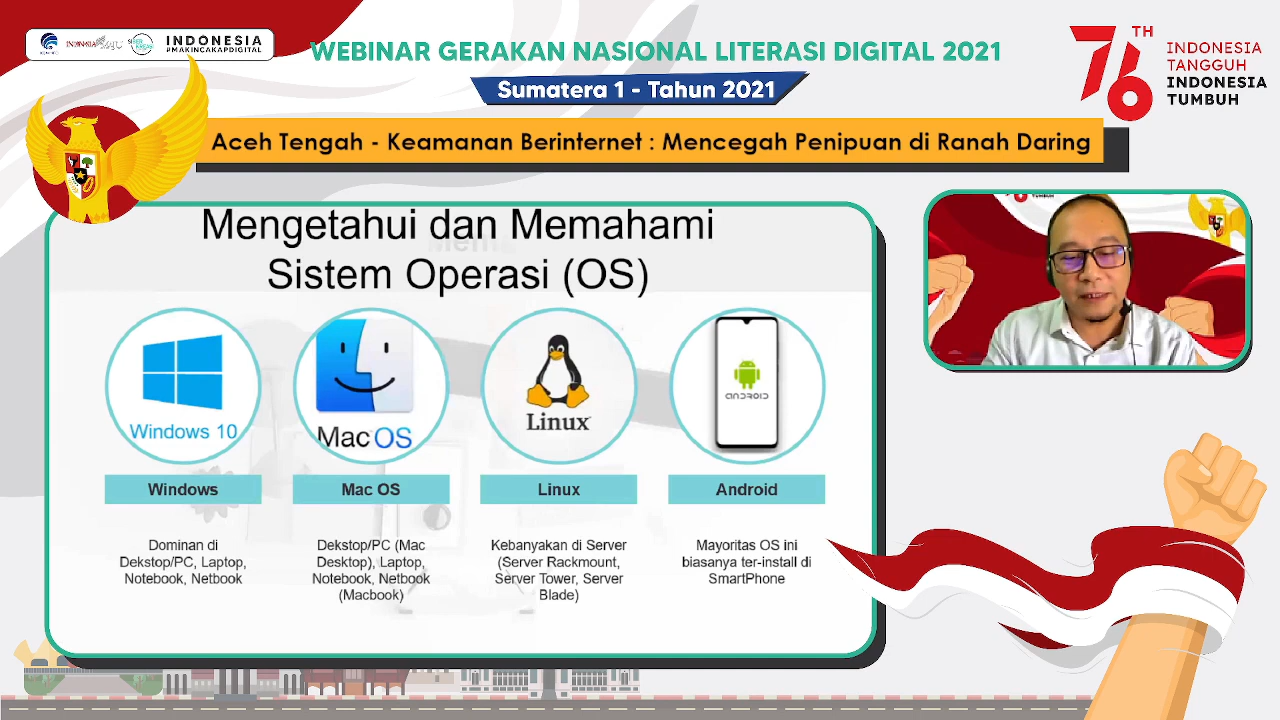 INDONESIA
#MAKINCAKAPDIGITAL
WEBINAR GERAKAN NASIONAL LITERASI DIGITAL 2021
Sumatera 1 - Tahun 2021
76TH
INDONESIA
TANGGUH
INDONESIA
TUMBUH
Aceh Tengah - Keamanan Berinternet : Mencegah Penipuan di Ranah Daring
Mengetahui dan Memahami
Sistem Operasi (OS)
Windows 10
Mac OS
Linux
ANDROID
Windows
Mac OS
Linux
Android
Dominan di
Dekstop/PC, Laptop,
Notebook, Netbook
Dekstop/PC (Mac
Desktop), Laptop,
Notebook, Netbook
(Macbook)
Kebanyakan di Server
(Server Rackmount,
Server Tower, Server
Blade)
Mayoritas OS ini
biasanya ter-install di
SmartPhone